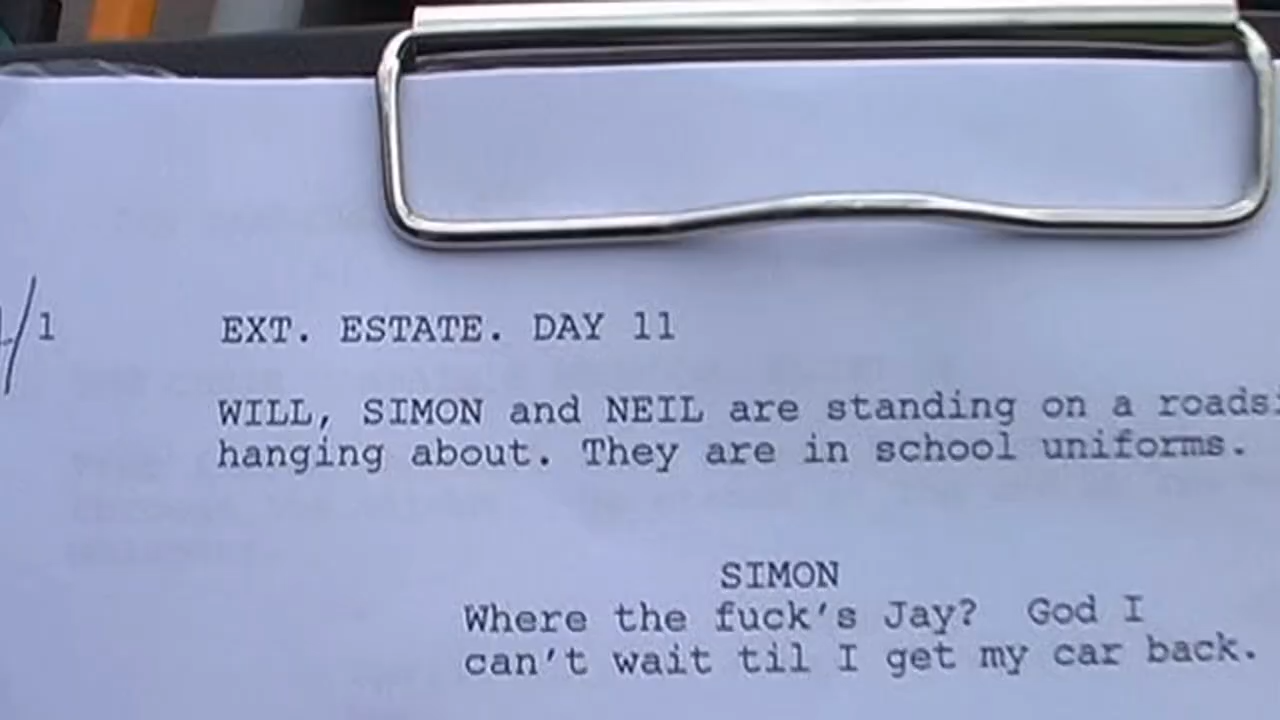 1
EXT. ESTATE. DAY 11
WILL, SIMON and NEIL are standing on a
hanging about. They are in school uniforms.
SIMON
Where the fuck's Jay? God I
can't wait til I get my car back.